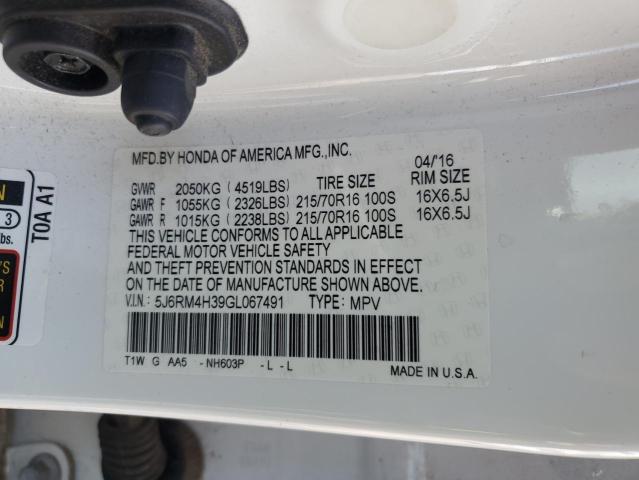 MFD.BY HONDA OF AMERICA MFG.,INC. 04/'16
GVWR 2050KG (4519LBS) TIRE SIZE RIM SIZE
GAWR F 1055KG (2326LBS) 215/70R16 100S 16X6.5J
GAWR R 1015KG (2238LBS) 215/70R16 100S 16X6.5J
THIS VEHICLE CONFORMS TO ALL APPLICABLE
FEDERAL MOTOR VEHICLE SAFETY
AND THEFT PREVENTION STANDARDS IN EFFECT
ON THE DATE OF MANUFACTURE SHOWN ABOVE.
V.I.N.: 5J6RM4H39GL067491 TYPE: MPV
T1W G AA5 -NH603P -L -L
MADE IN U.S.A.
T0A A1
3
lbs.